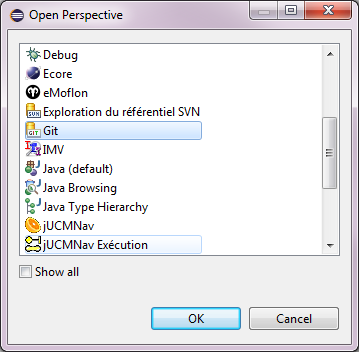 Open Perspective
Debug
Ecore
eMoflon
Exploration du référentiel SVN
Git
IMV
Java (default)
Java Browsing
Java Type Hierarchy
jUCMNav
jUCMNav Exécution
Show all
OK
Cancel